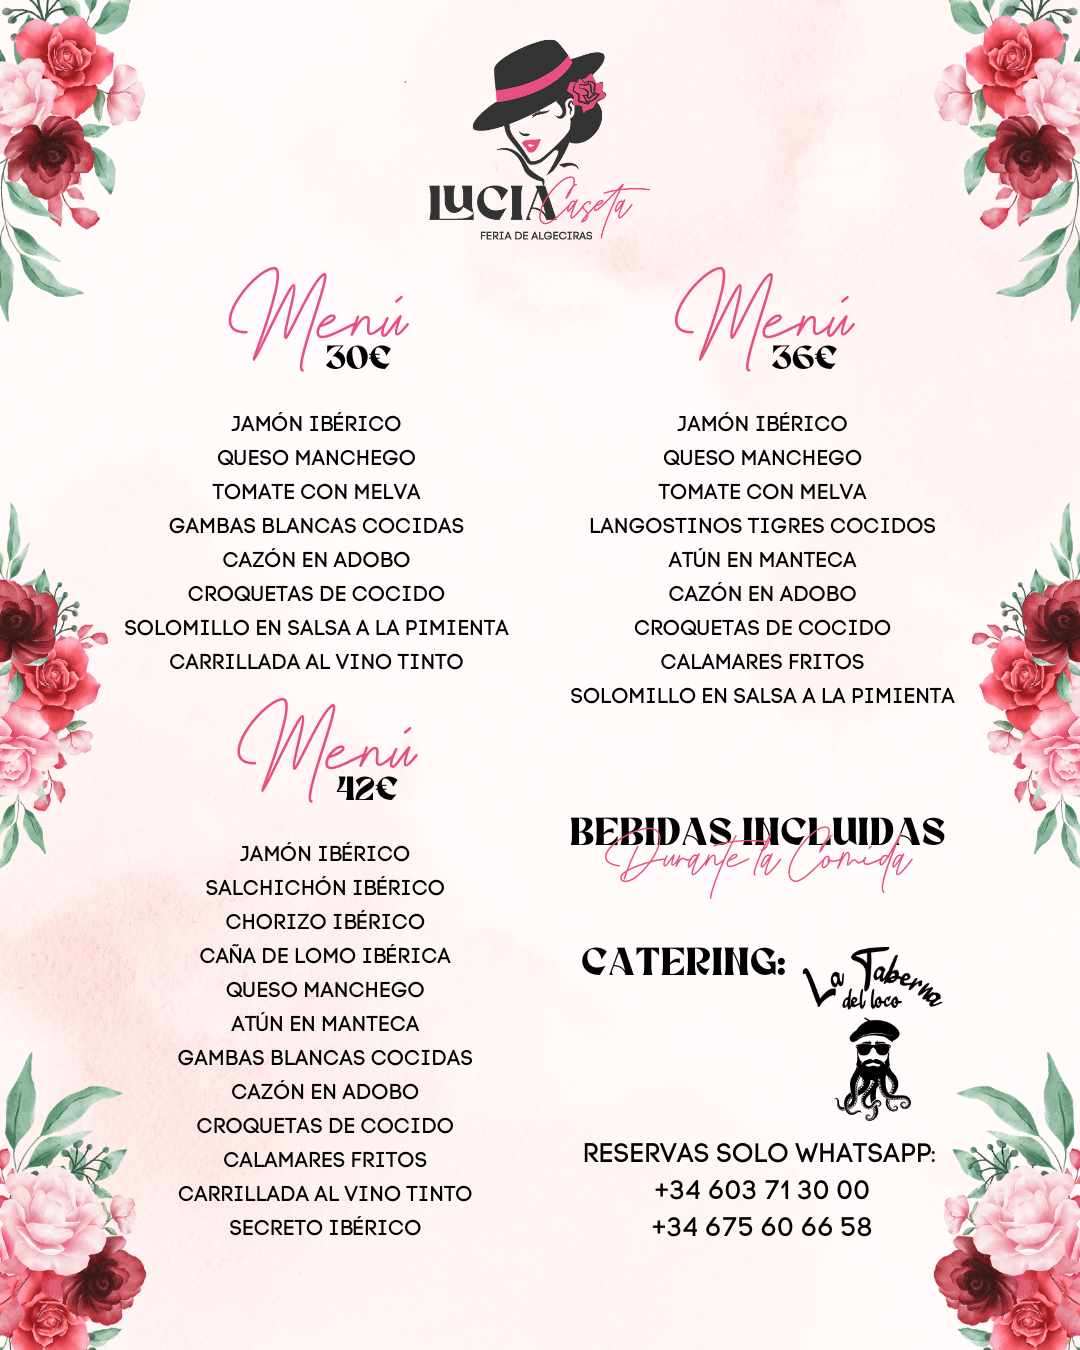 LUCIA Caseta
FERIA DE ALGECIRAS
Menú
30€
JAMÓN IBÉRICO
QUESO MANCHEGO
TOMATE CON MELVA
GAMBAS BLANCAS COCIDAS
CAZÓN EN ADOBO
CROQUETAS DE COCIDO
SOLOMILLO EN SALSA A LA PIMIENTA
CARRILLADA AL VINO TINTO
Menú
36€
JAMÓN IBÉRICO
QUESO MANCHEGO
TOMATE CON MELVA
LANGOSTINOS TIGRES COCIDOS
ATÚN EN MANTECA
CAZÓN EN ADOBO
CROQUETAS DE COCIDO
CALAMARES FRITOS
SOLOMILLO EN SALSA A LA PIMIENTA
Menú
42€
JAMÓN IBÉRICO
SALCHICHÓN IBÉRICO
CHORIZO IBÉRICO
CAÑA DE LOMO IBÉRICA
QUESO MANCHEGO
ATÚN EN MANTECA
GAMBAS BLANCAS COCIDAS
CAZÓN EN ADOBO
CROQUETAS DE COCIDO
CALAMARES FRITOS
CARRILLADA AL VINO TINTO
SECRETO IBÉRICO
BEBIDAS INCLUIDAS
Durante la Comida
CATERING:
La Taberna
del loco
RESERVAS SOLO WHATSAPP:
+34 603 71 30 00
+34 675 60 66 58